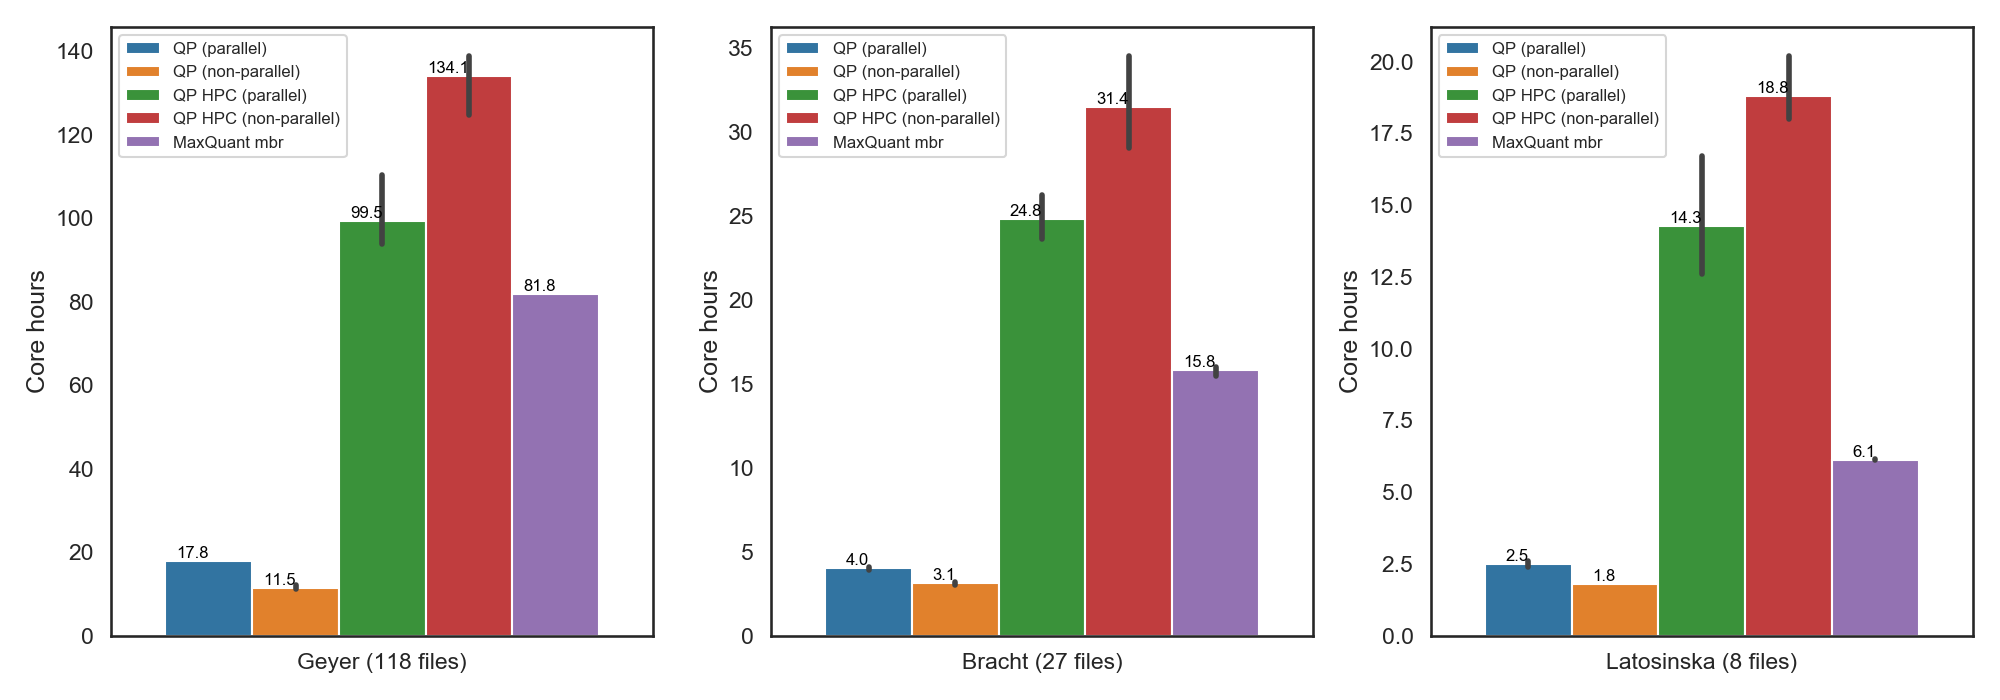 Core hours
140
120
100
80
60
40
20
0
QP (parallel)
QP (non-parallel)
QP HPC (parallel)
QP HPC (non-parallel)
MaxQuant mbr
17.8
11.5
99.5
134.1
81.8
Geyer (118 files)
Core hours
35
30
25
20
15
10
5
0
QP (parallel)
QP (non-parallel)
QP HPC (parallel)
QP HPC (non-parallel)
MaxQuant mbr
4.0
3.1
24.8
31.4
15.8
Bracht (27 files)
Core hours
20.0
17.5
15.0
12.5
10.0
7.5
5.0
2.5
0.0
QP (parallel)
QP (non-parallel)
QP HPC (parallel)
QP HPC (non-parallel)
MaxQuant mbr
2.5
1.8
14.3
18.8
6.1
Latosinska (8 files)